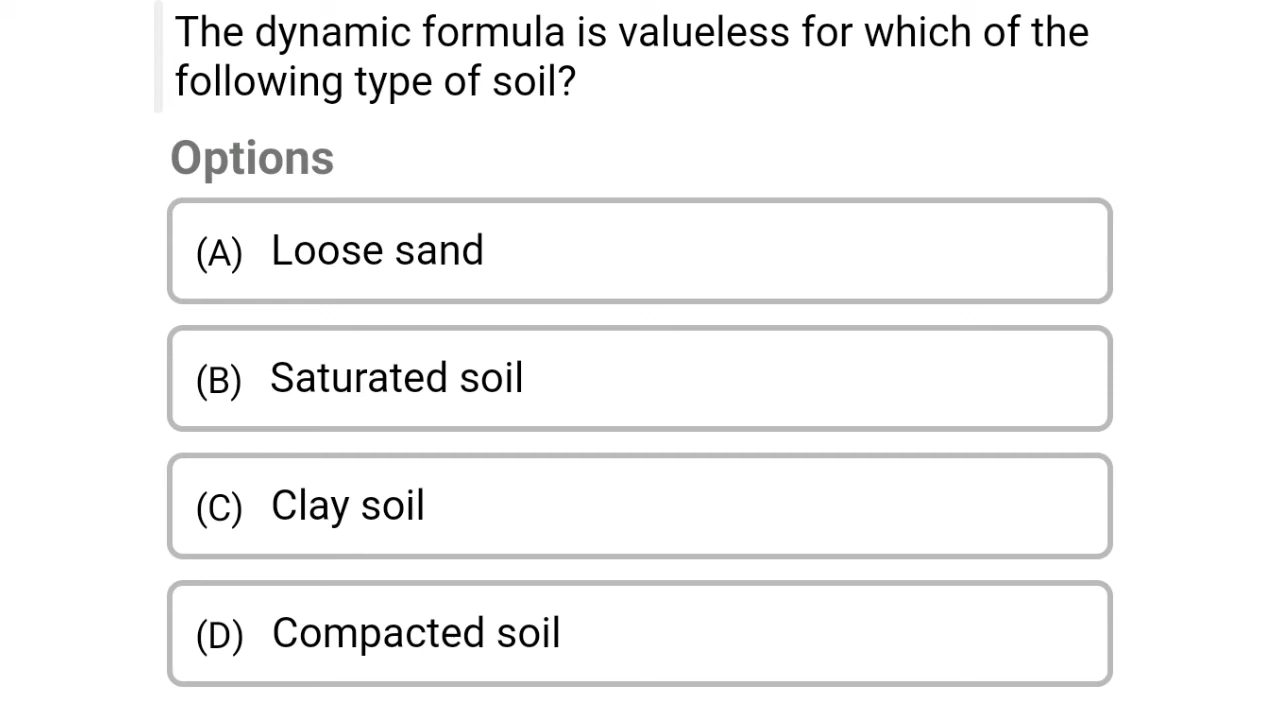 The dynamic formula is valueless for which of the
following type of soil?
Options
(A) Loose sand
(B) Saturated soil
(C) Clay soil
(D) Compacted soil